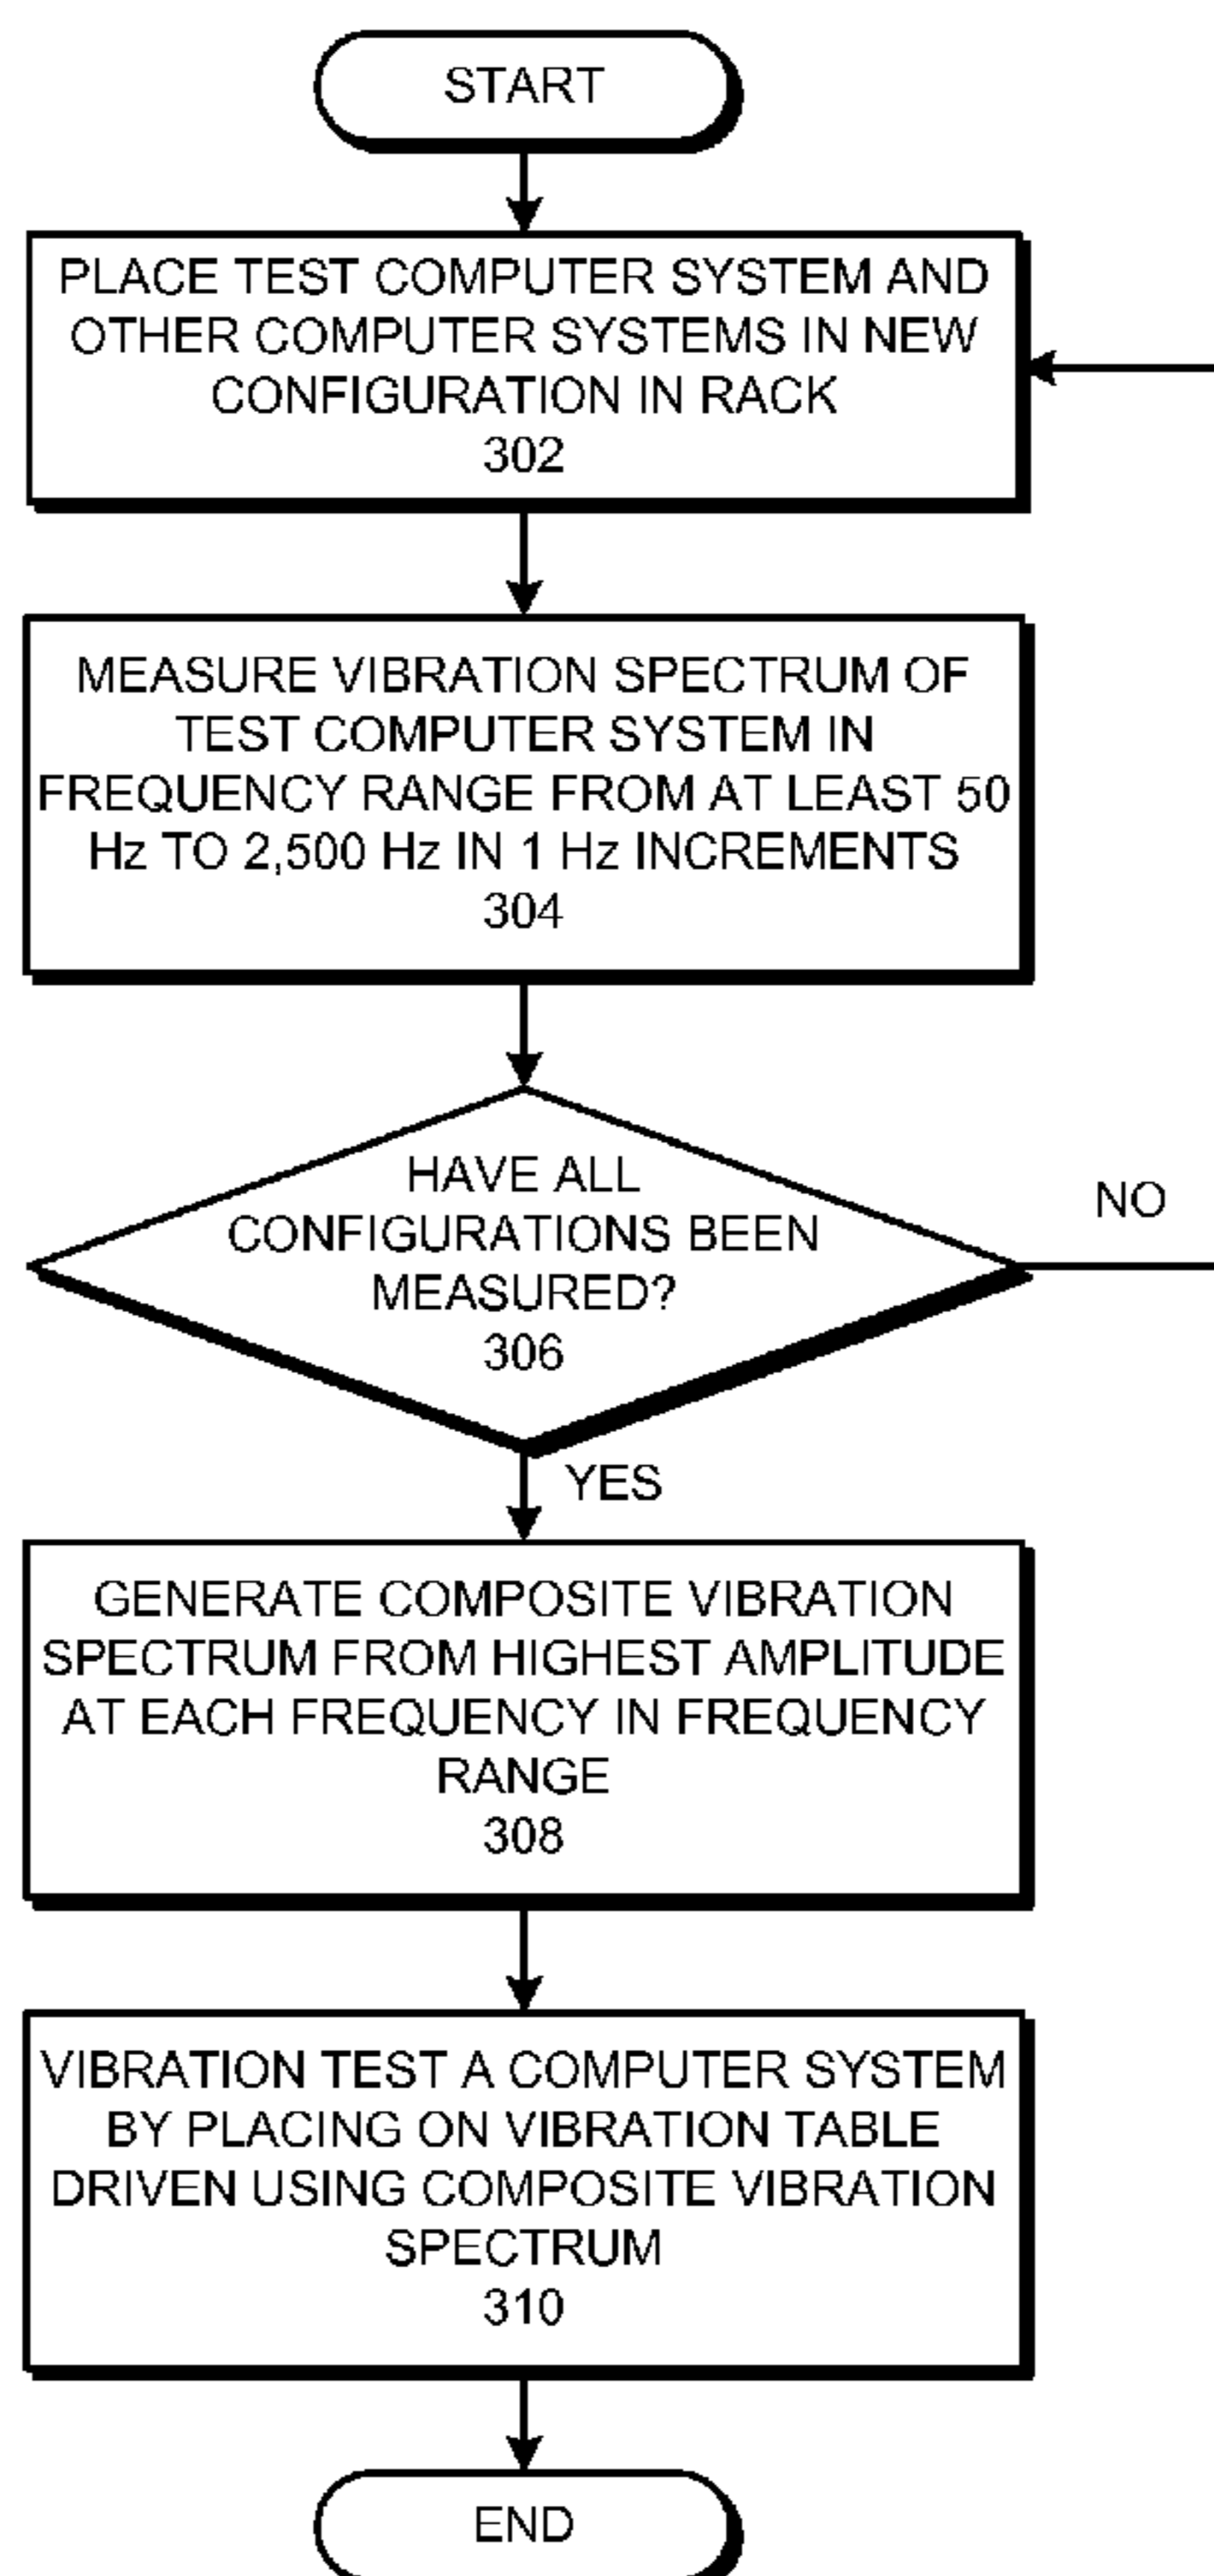 START
PLACE TEST COMPUTER SYSTEM AND
OTHER COMPUTER SYSTEMS IN NEW
CONFIGURATION IN RACK
302
MEASURE VIBRATION SPECTRUM OF
TEST COMPUTER SYSTEM IN
FREQUENCY RANGE FROM AT LEAST 50
Hz TO 2,500 Hz IN 1 Hz INCREMENTS
304
HAVE ALL
CONFIGURATIONS BEEN
MEASURED?
306
NO
YES
GENERATE COMPOSITE VIBRATION
SPECTRUM FROM HIGHEST AMPLITUDE
AT EACH FREQUENCY IN FREQUENCY
RANGE
308
VIBRATION TEST A COMPUTER SYSTEM
BY PLACING ON VIBRATION TABLE
DRIVEN USING COMPOSITE VIBRATION
SPECTRUM
310
END